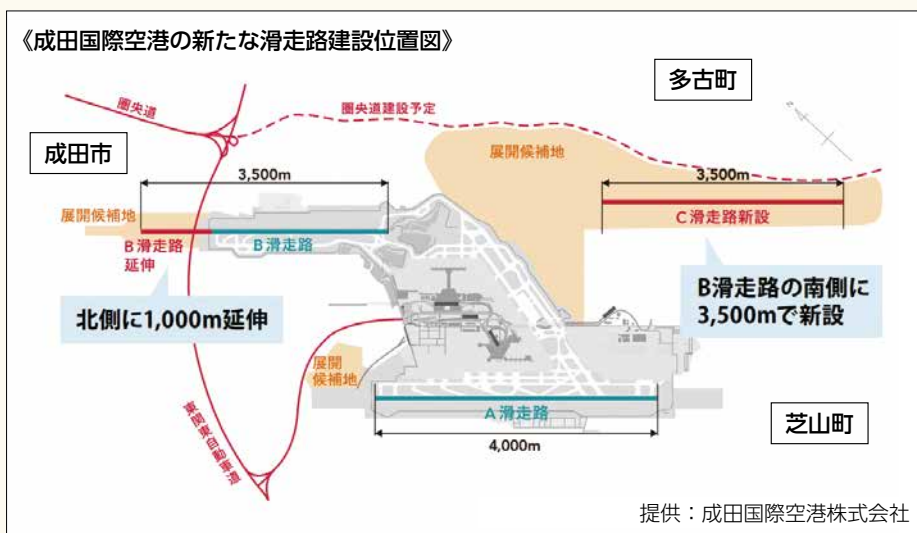 《成田国際空港の新たな滑走路建設位置図》
多古町
圏央道
圏央道建設予定
成田市
展開候補地
3,500m
3,500m
展開候補地
B滑走路
延伸
B滑走路
C滑走路新設
北側に1,000m延伸
B滑走路の南側に
3,500mで新設
展開
候補地
A滑走路
4,000m
東関東自動車道
芝山町
提供：成田国際空港株式会社